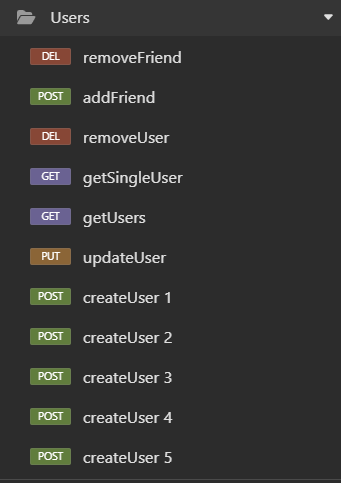 Users
DEL removeFriend
POST addFriend
DEL removeUser
GET getSingleUser
GET getUsers
PUT updateUser
POST createUser 1
POST createUser 2
POST createUser 3
POST createUser 4
POST createUser 5